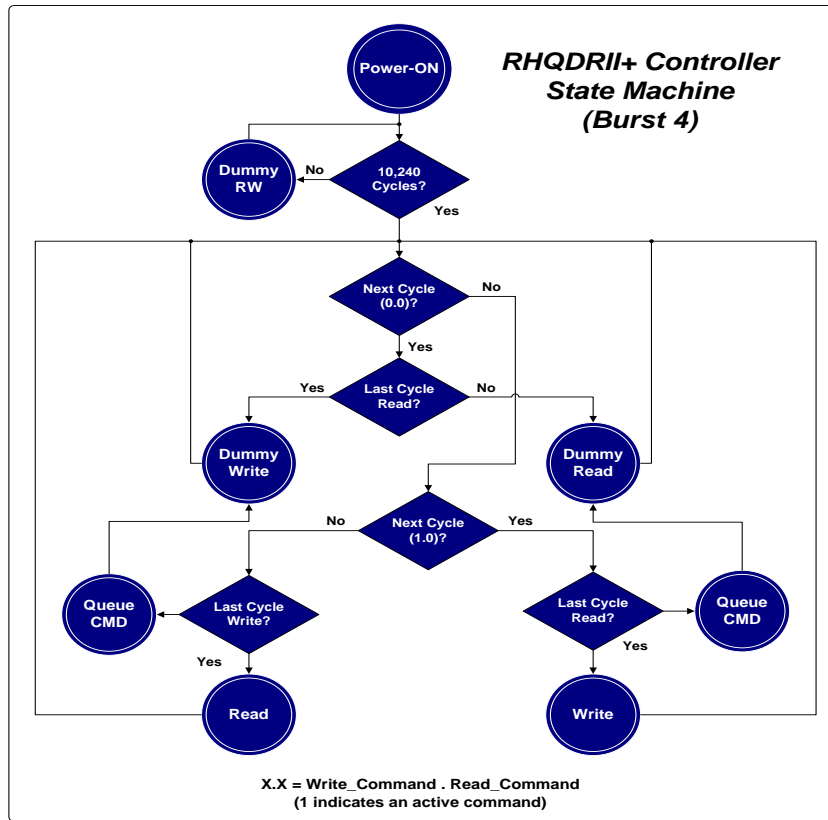 Power-ON
RHQDRII+ Controller
State Machine
(Burst 4)
Dummy
RW
No
10,240
Cycles?
Yes
Next Cycle
(0.0)?
No
Yes
Yes
Last Cycle
Read?
No
Dummy
Write
Dummy
Read
No
Next Cycle
(1.0)?
Yes
Queue
CMD
Last Cycle
Write?
Last Cycle
Read?
Queue
CMD
Yes
Yes
Read
Write
X.X = Write_Command . Read_Command
(1 indicates an active command)